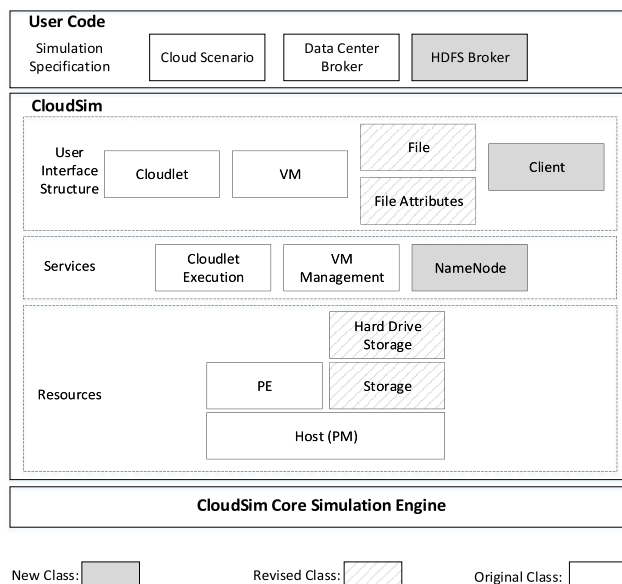 User Code
Simulation
Specification
Cloud Scenario
Data Center
Broker
HDFS Broker
CloudSim
User
Interface
Structure
Cloudlet
VM
File
File Attributes
Client
Services
Cloudlet
Execution
VM
Management
NameNode
Resources
Hard Drive
Storage
PE
Storage
Host (PM)
CloudSim Core Simulation Engine
New Class:
Revised Class:
Original Class: